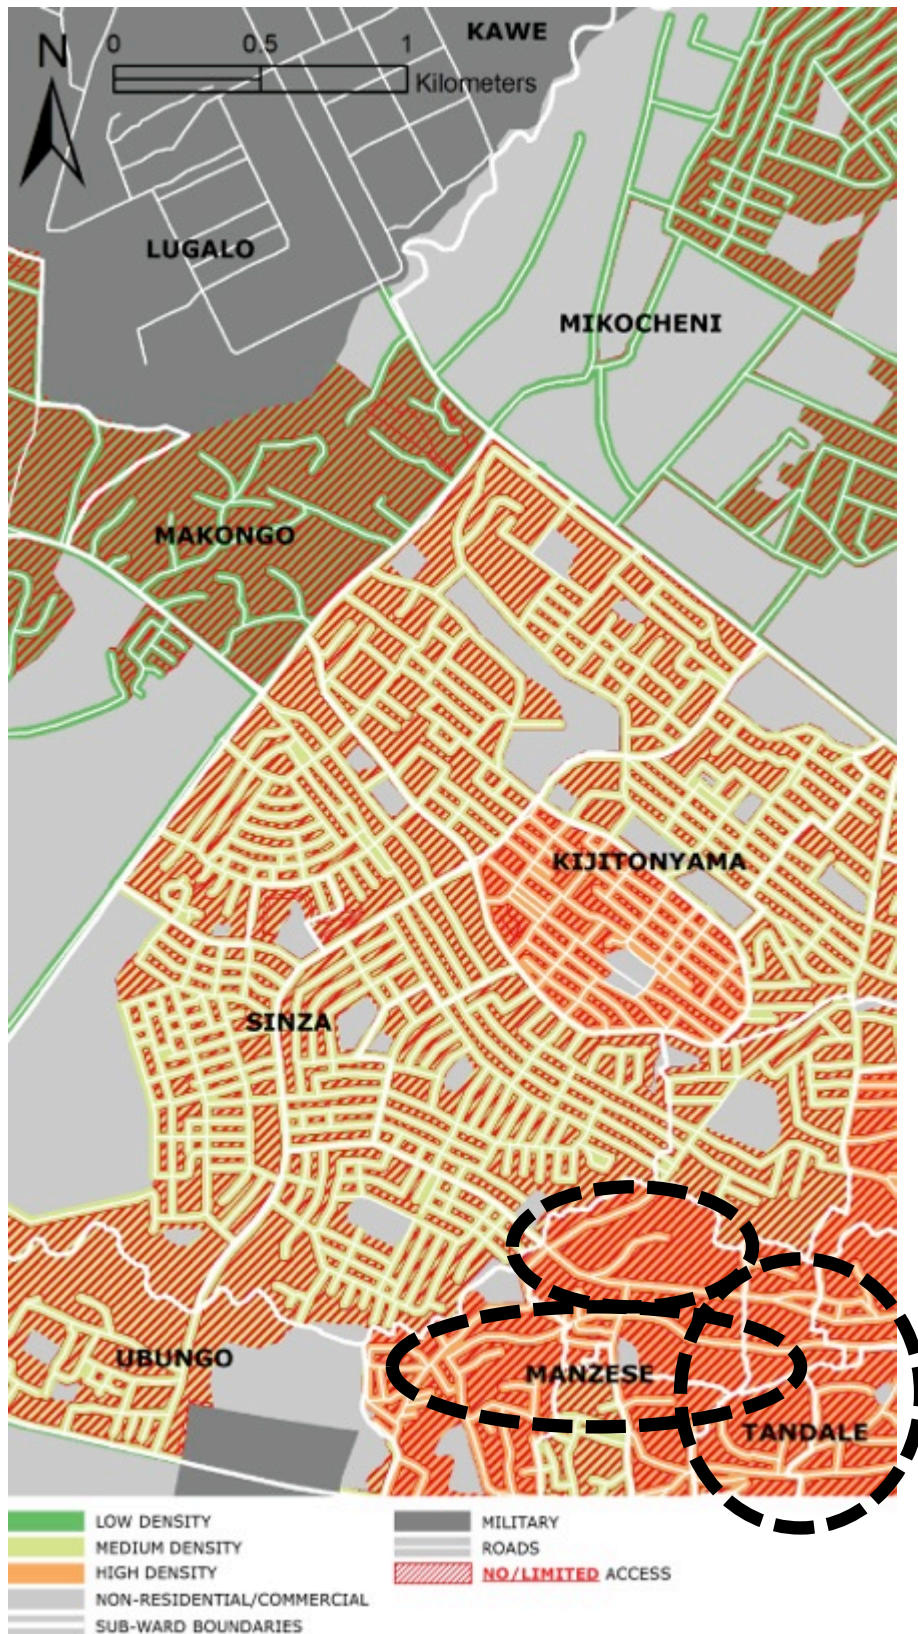 KAWE
N
0 0.5 1
Kilometers
LUGALO
MIKOCHENI
MAKONGO
KIJITONYAMA
SINZA
UBUNGO
MANZESE
TANDALE
LOW DENSITY
MEDIUM DENSITY
HIGH DENSITY
NON-RESIDENTIAL/COMMERCIAL
SUB-WARD BOUNDARIES
MILITARY
ROADS
NO/LIMITED ACCESS